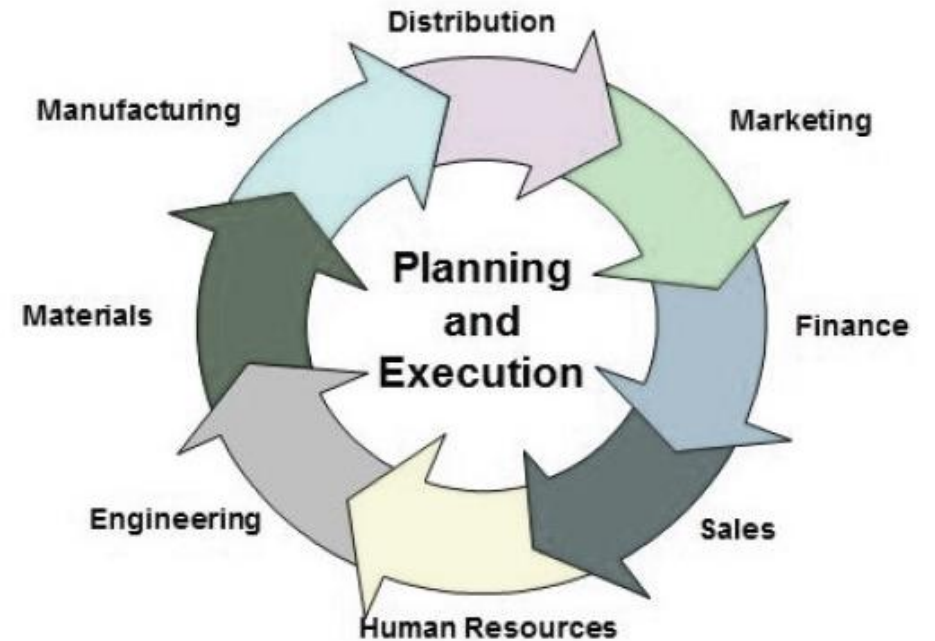 Distribution
Manufacturing
Marketing
Planning
and
Execution
Materials
Finance
Engineering
Sales
Human Resources